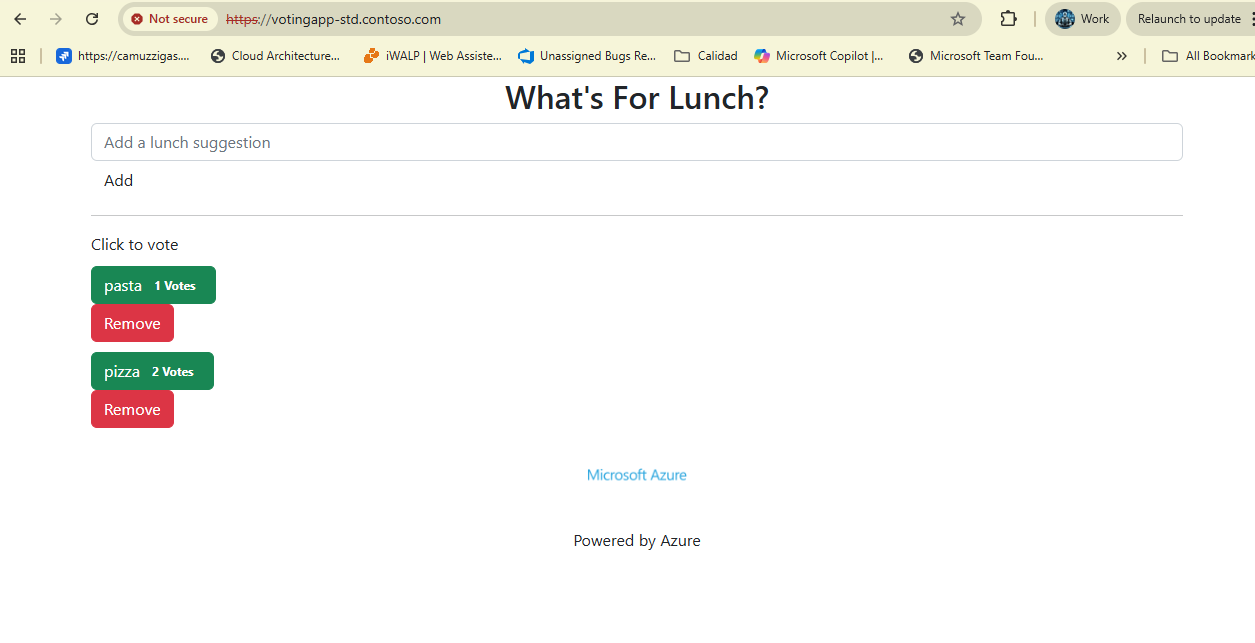 Not secure https://votingapp-std.contoso.com Work Relaunch to update
https://camuzzigas.... Cloud Architecture... iWALP | Web Assiste... Unassigned Bugs Re... Calidad Microsoft Copilot |... Microsoft Team Fou... » All Bookmark
What's For Lunch?
Add a lunch suggestion
Add
Click to vote
pasta 1 Votes
Remove
pizza 2 Votes
Remove
Microsoft Azure
Powered by Azure